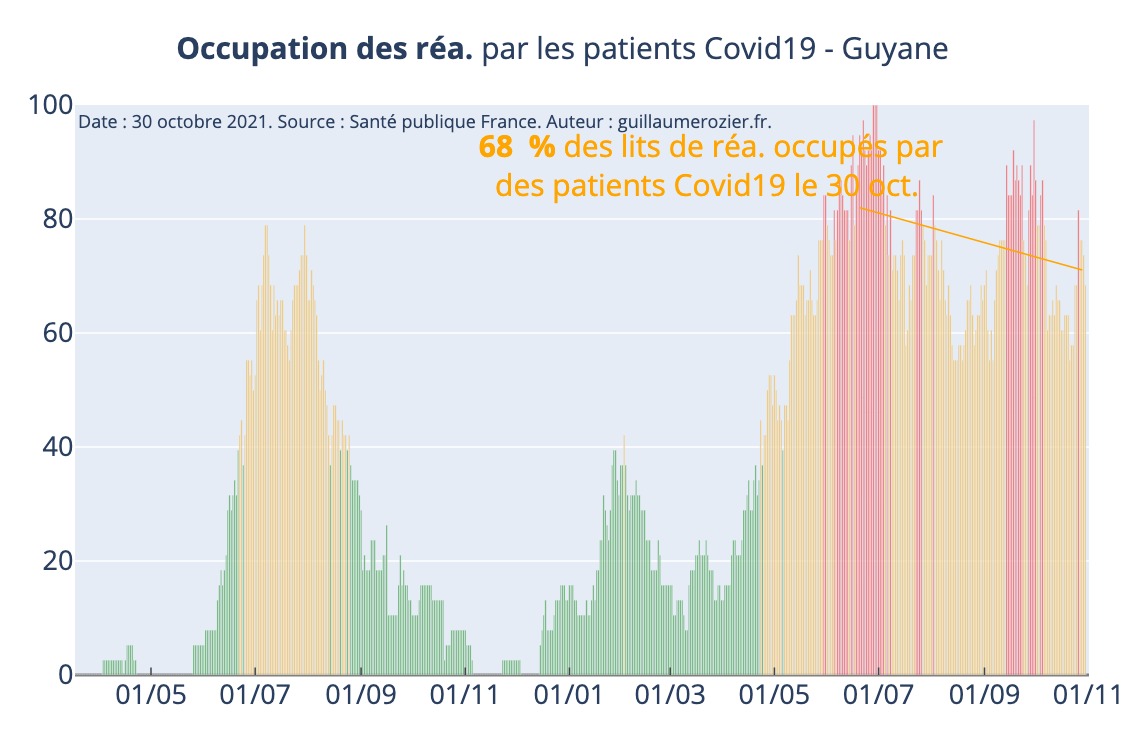 Occupation des réa. par les patients Covid19 - Guyane
100
Date : 30 octobre 2021. Source : Santé publique France. Auteur : guillaumerozier.fr.
68 % des lits de réa. occupés par
des patients Covid19 le 30 oct.
80
60
40
20
0
01/05 01/07 01/09 01/11 01/01 01/03 01/05 01/07 01/09 01/11